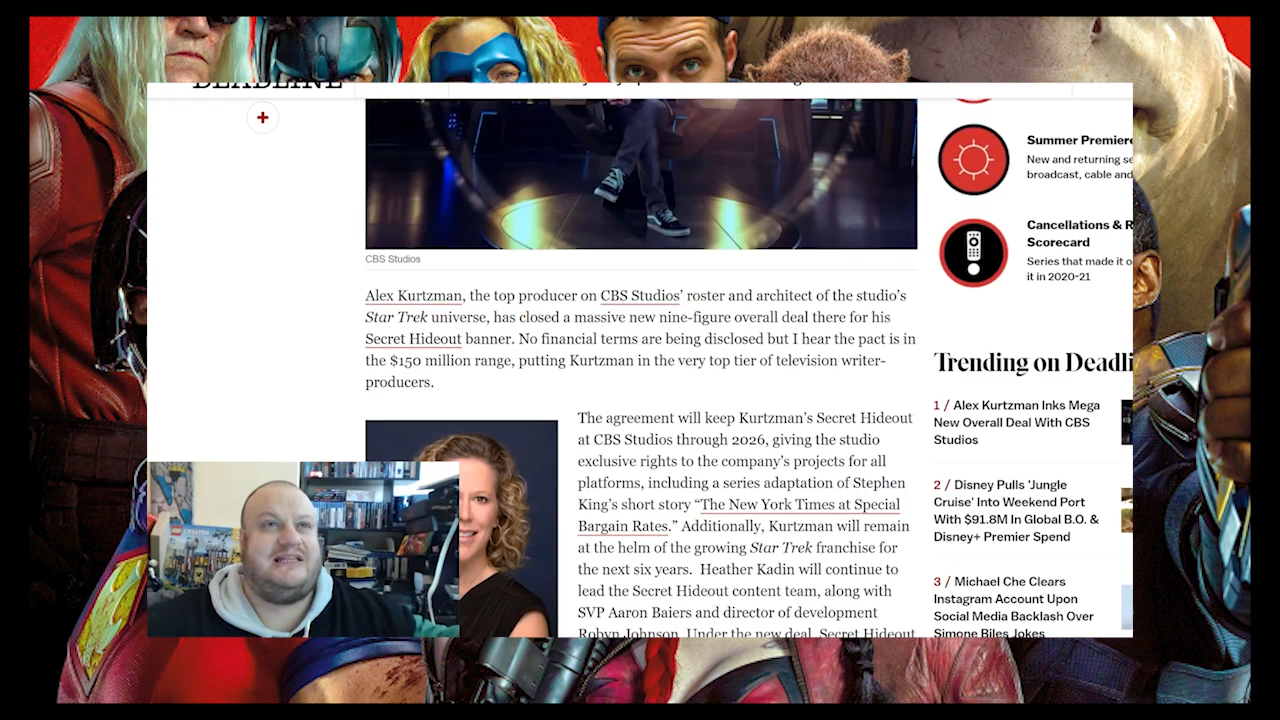 DEADLINE
+
CBS Studios
Alex Kurtzman, the top producer on CBS Studios’ roster and architect of the studio’s
Star Trek universe, has closed a massive new nine-figure overall deal there for his
Secret Hideout banner. No financial terms are being disclosed but I hear the pact is in
the $150 million range, putting Kurtzman in the very top tier of television writer-
producers.
The agreement will keep Kurtzman’s Secret Hideout
at CBS Studios through 2026, giving the studio
exclusive rights to the company’s projects for all
platforms, including a series adaptation of Stephen
King’s short story “The New York Times at Special
Bargain Rates.” Additionally, Kurtzman will remain
at the helm of the growing Star Trek franchise for
the next six years. Heather Kadin will continue to
lead the Secret Hideout content team, along with
SVP Aaron Baiers and director of development
Robyn Johnson. Under the new deal, Secret Hideout
Summer Premiere
New and returning se
broadcast, cable and
Cancellations & R
Scorecard
Series that made it o
it in 2020-21
Trending on Deadli
1 / Alex Kurtzman Inks Mega
New Overall Deal With CBS
Studios
2 / Disney Pulls 'Jungle
Cruise' Into Weekend Port
With $91.8M In Global B.O. &
Disney+ Premier Spend
3 / Michael Che Clears
Instagram Account Upon
Social Media Backlash Over
Simone Biles Jokes